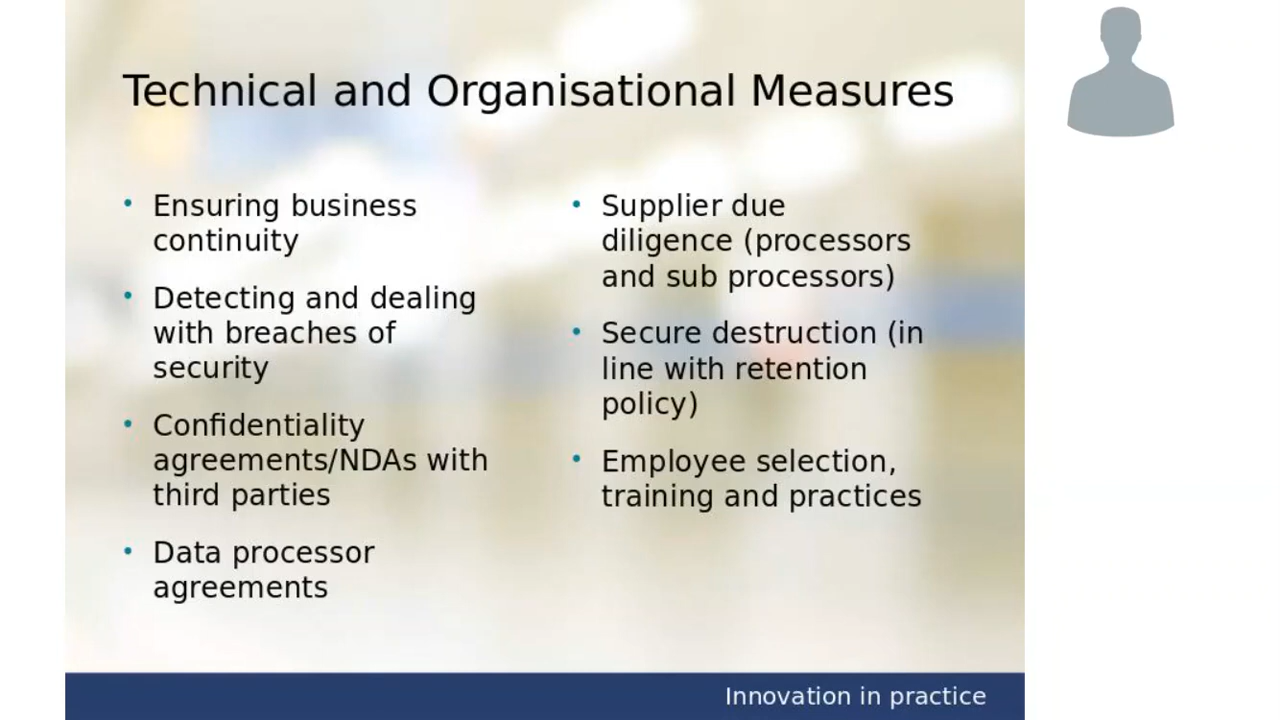 Technical and Organisational Measures
• Ensuring business
continuity
• Detecting and dealing
with breaches of
security
• Confidentiality
agreements/NDAs with
third parties
• Data processor
agreements
• Supplier due
diligence (processors
and sub processors)
• Secure destruction (in
line with retention
policy)
• Employee selection,
training and practices
Innovation in practice